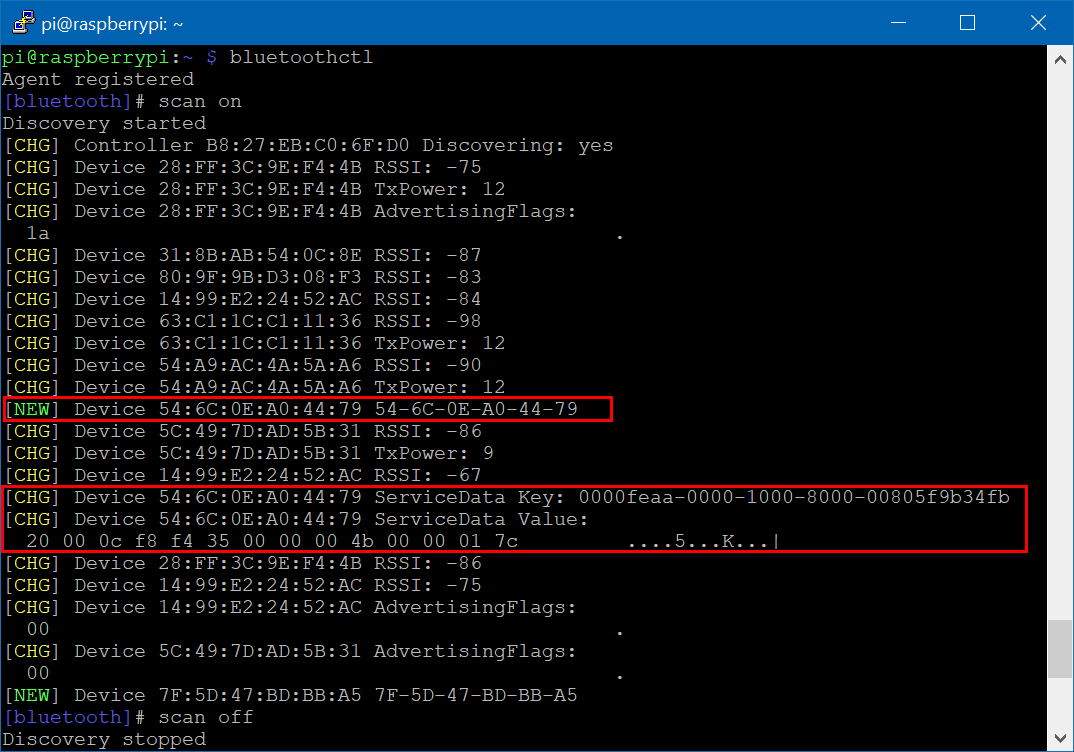 pi@raspberrypi: ~
pi@raspberrypi:~ $ bluetoothctl
Agent registered
[bluetooth]# scan on
Discovery started
[CHG] Controller B8:27:EB:C0:6F:D0 Discovering: yes
[CHG] Device 28:FF:3C:9E:F4:4B RSSI: -75
[CHG] Device 28:FF:3C:9E:F4:4B TxPower: 12
[CHG] Device 28:FF:3C:9E:F4:4B AdvertisingFlags:
  1a                                               .
[CHG] Device 31:8B:AB:54:0C:8E RSSI: -87
[CHG] Device 80:9F:9B:D3:08:F3 RSSI: -83
[CHG] Device 14:99:E2:24:52:AC RSSI: -84
[CHG] Device 63:C1:1C:C1:11:36 RSSI: -98
[CHG] Device 63:C1:1C:C1:11:36 TxPower: 12
[CHG] Device 54:A9:AC:4A:5A:A6 RSSI: -90
[CHG] Device 54:A9:AC:4A:5A:A6 TxPower: 12
[NEW] Device 54:6C:0E:A0:44:79 54-6C-0E-A0-44-79
[CHG] Device 5C:49:7D:AD:5B:31 RSSI: -86
[CHG] Device 5C:49:7D:AD:5B:31 TxPower: 9
[CHG] Device 14:99:E2:24:52:AC RSSI: -67
[CHG] Device 54:6C:0E:A0:44:79 ServiceData Key: 0000feaa-0000-1000-8000-00805f9b34fb
[CHG] Device 54:6C:0E:A0:44:79 ServiceData Value:
  20 00 0c f8 f4 35 00 00 00 4b 00 00 01 7c         ....5...K...|
[CHG] Device 28:FF:3C:9E:F4:4B RSSI: -86
[CHG] Device 14:99:E2:24:52:AC RSSI: -75
[CHG] Device 14:99:E2:24:52:AC AdvertisingFlags:
  00                                               .
[CHG] Device 5C:49:7D:AD:5B:31 AdvertisingFlags:
  00                                               .
[NEW] Device 7F:5D:47:BD:BB:A5 7F-5D-47-BD-BB-A5
[bluetooth]# scan off
Discovery stopped